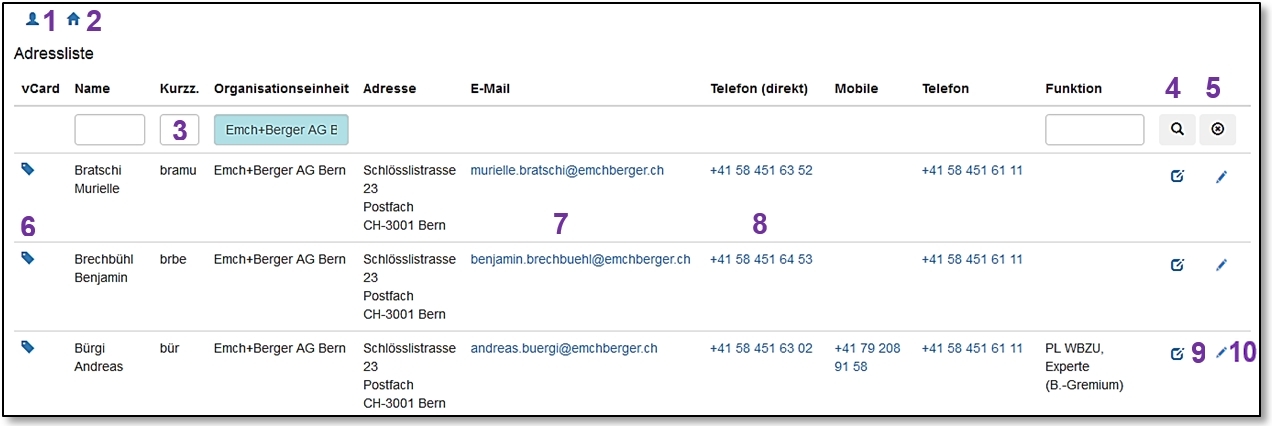 1 2
Adressliste
vCard Name Kurzz. Organisationseinheit Adresse E-Mail Telefon (direkt) Mobile Telefon Funktion 4 5
3 Emch+Berger AG B
Bratschi bramu Emch+Berger AG Bern Schlösslistrasse murielle.bratschi@emchberger.ch +41 58 451 63 52 +41 58 451 61 11
Murielle 23
Postfach
6 CH-3001 Bern 7 8
Brechbühl brbe Emch+Berger AG Bern Schlösslistrasse benjamin.brechbuehl@emchberger.ch +41 58 451 64 53 +41 58 451 61 11
Benjamin 23
Postfach
CH-3001 Bern
Bürgi bür Emch+Berger AG Bern Schlösslistrasse andreas.buergi@emchberger.ch +41 58 451 63 02 +41 79 208 +41 58 451 61 11 PL WBZU, 9 10
Andreas 23 91 58 Experte
Postfach (B.-Gremium)
CH-3001 Bern